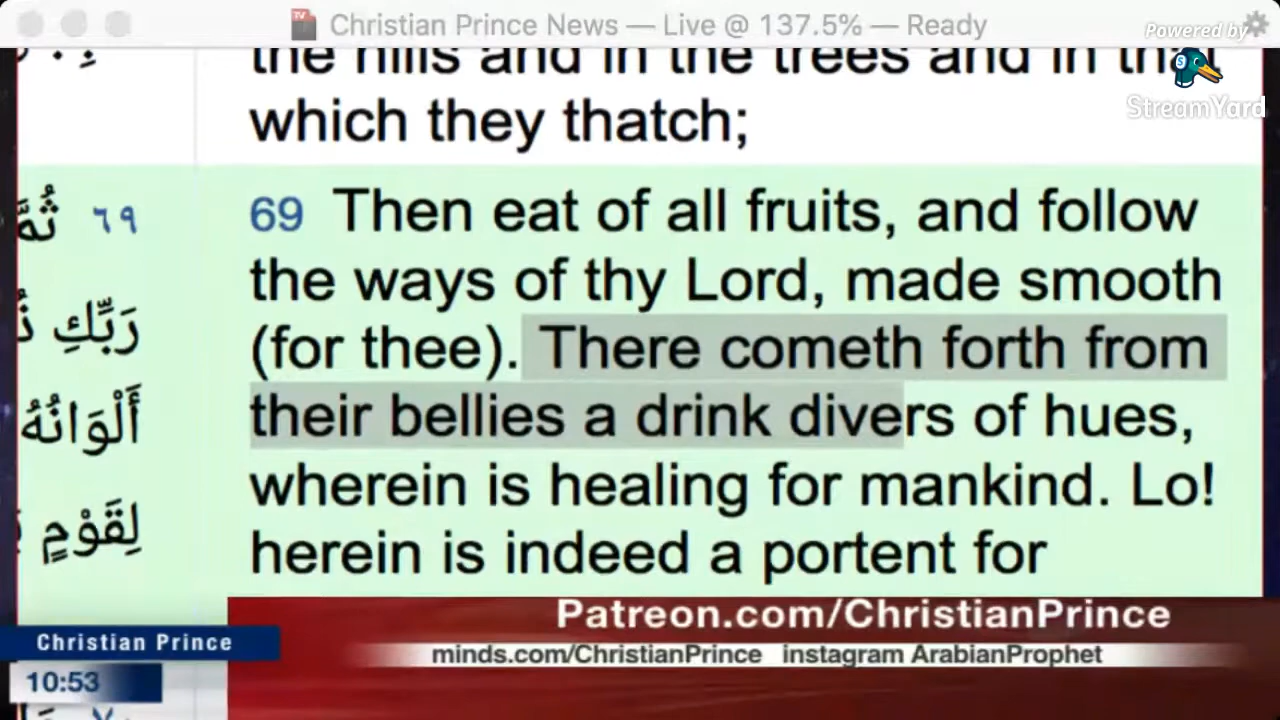 Christian Prince News — Live @ 137.5% — Ready
Powered by
StreamYard
the hills and in the trees and in that
which they thatch;
69 Then eat of all fruits, and follow
the ways of thy Lord, made smooth
(for thee). There cometh forth from
their bellies a drink divers of hues,
wherein is healing for mankind. Lo!
herein is indeed a portent for
٦٩ ثُمَّ
رَبِّكِ
أَلْوَانُهُ
لِقَوْمٍ
Patreon.com/ChristianPrince
Christian Prince
minds.com/ChristianPrince instagram ArabianProphet
10:53